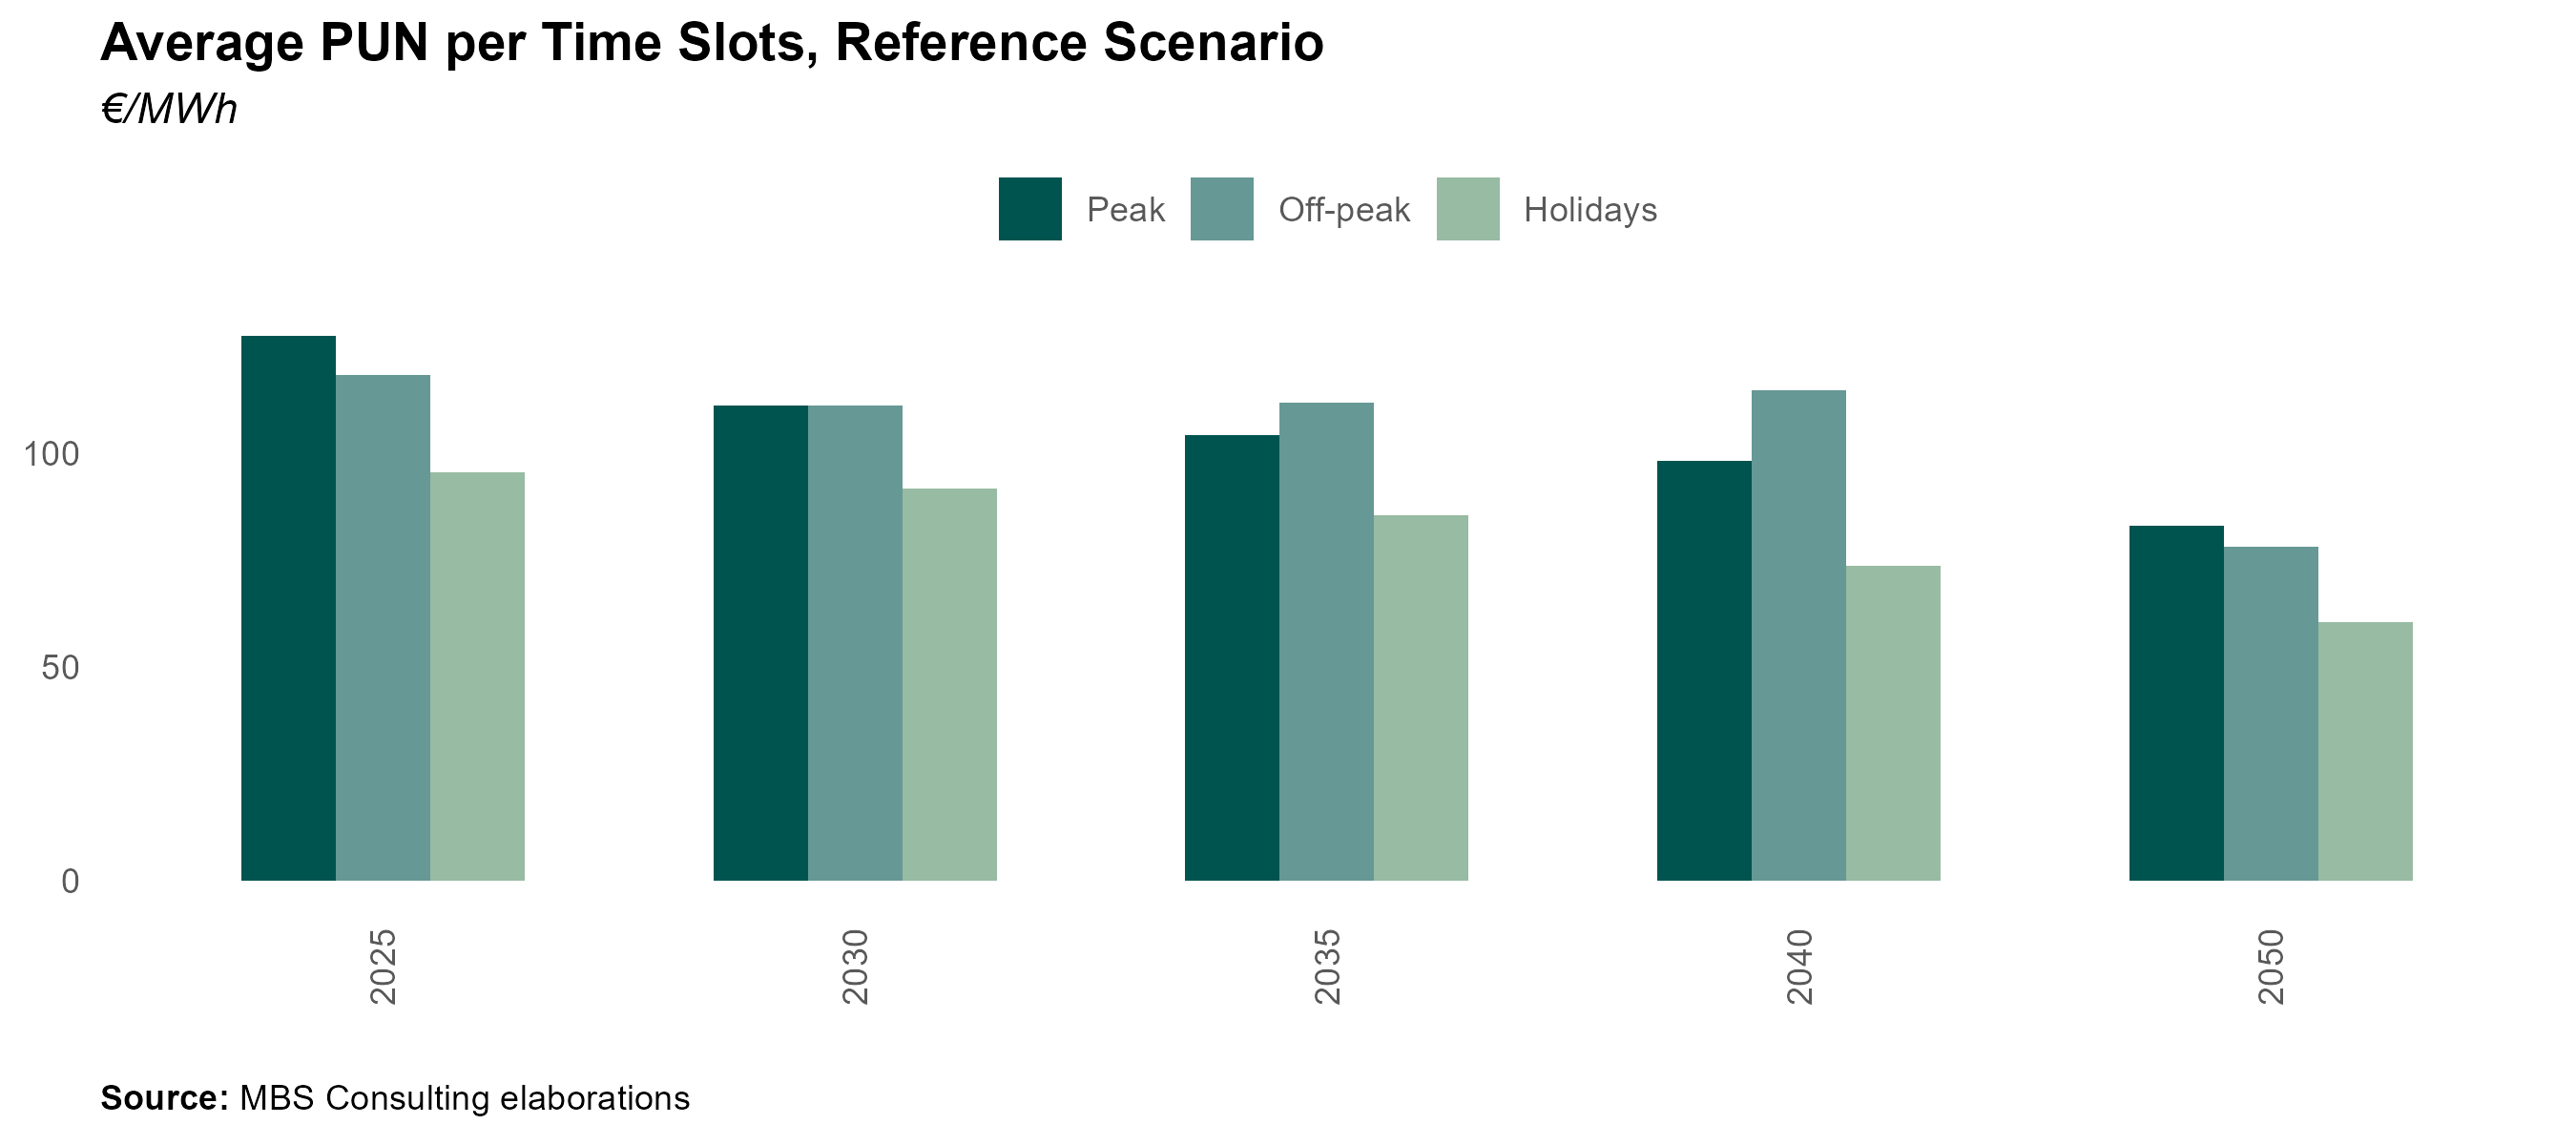 Average PUN per Time Slots, Reference Scenario
€/MWh
Peak Off-peak Holidays
100
50
0
2025 2030 2035 2040 2050
Source: MBS Consulting elaborations